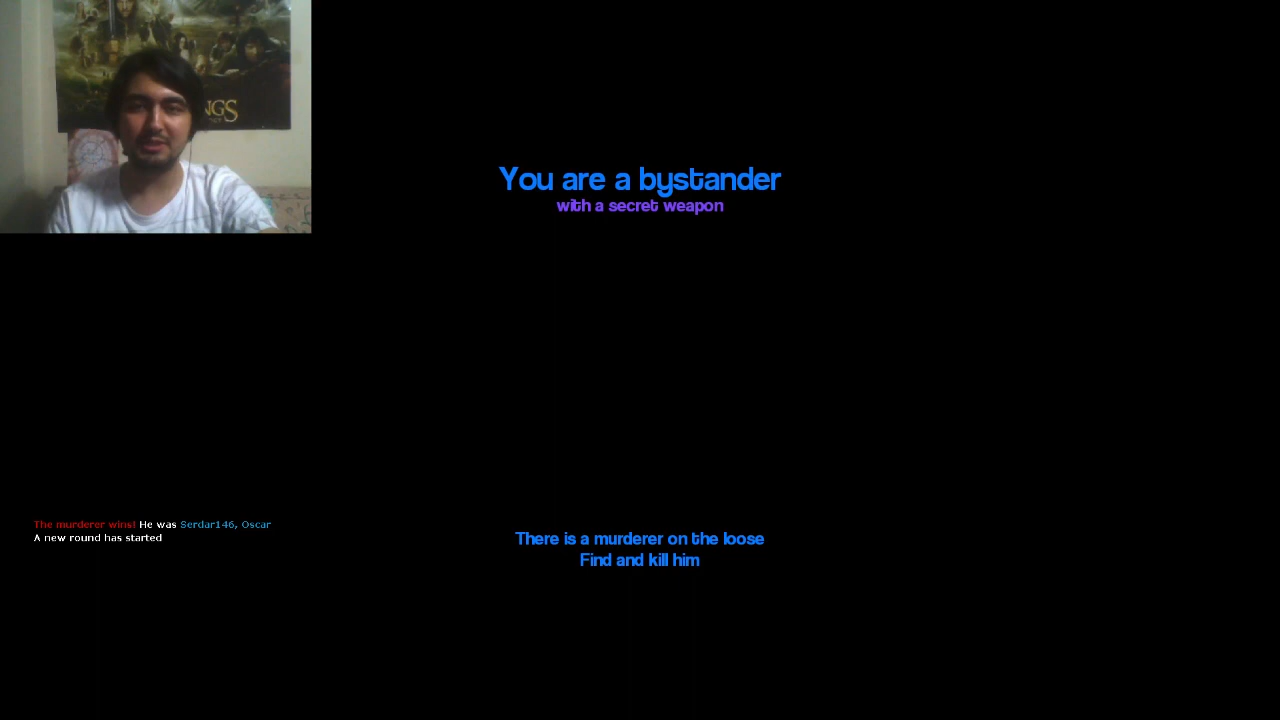 NGS
You are a bystander
with a secret weapon
The murderer wins! He was Serdar146, Oscar
A new round has started
There is a murderer on the loose
Find and kill him